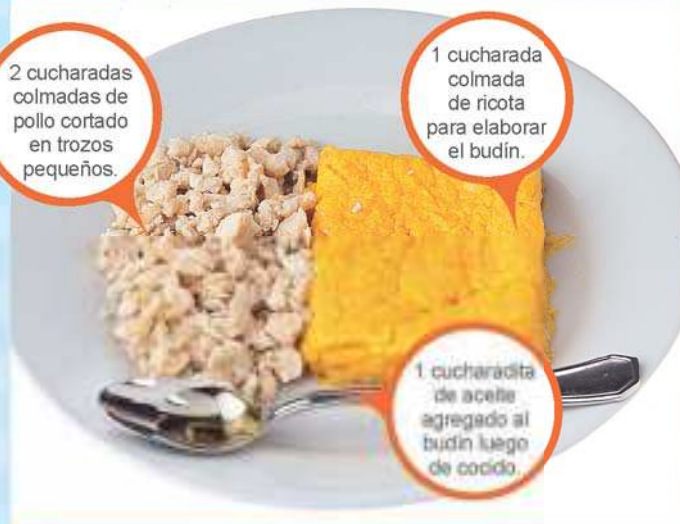 2 cucharadas
colmadas de
pollo cortado
en trozos
pequeños.
1 cucharada
colmada
de ricota
para elaborar
el budín.
1 cucharadita
de aceite
agregado al
budín luego
de cocido.